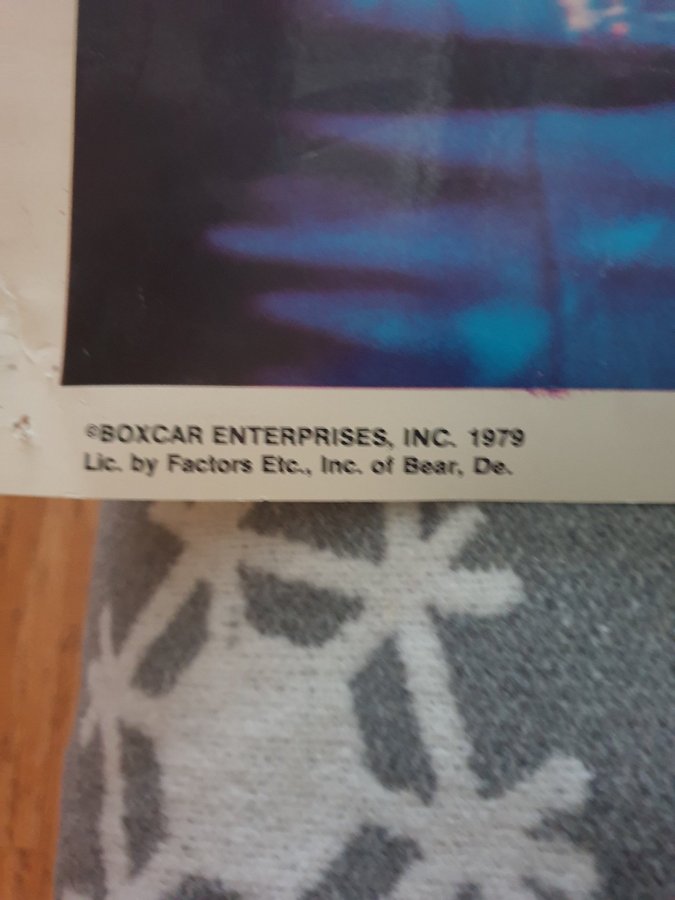 ©BOXCAR ENTERPRISES, INC. 1979
Lic. by Factors Etc., Inc. of Bear, De.